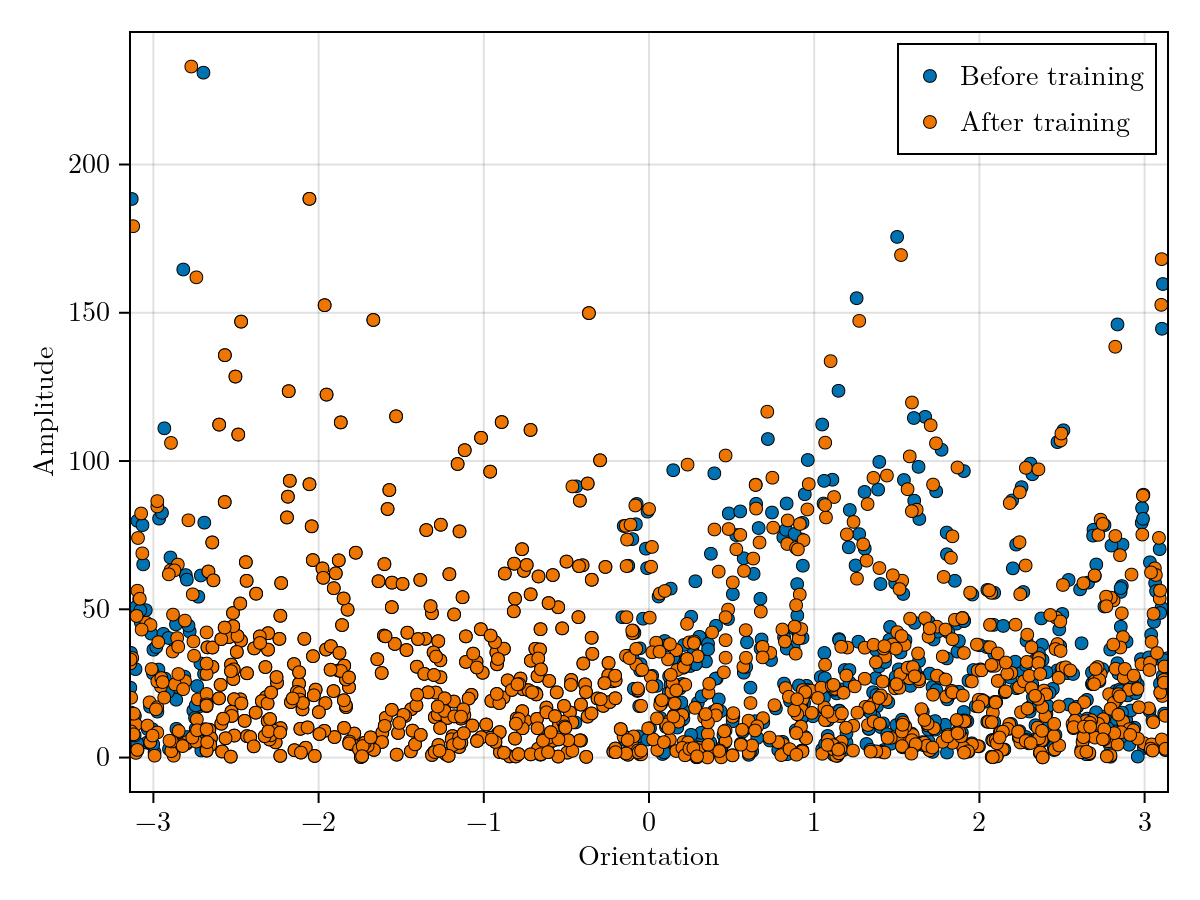 Before training
After training
200
150
100
50
0
Amplitude
−3 −2 −1 0 1 2 3
Orientation